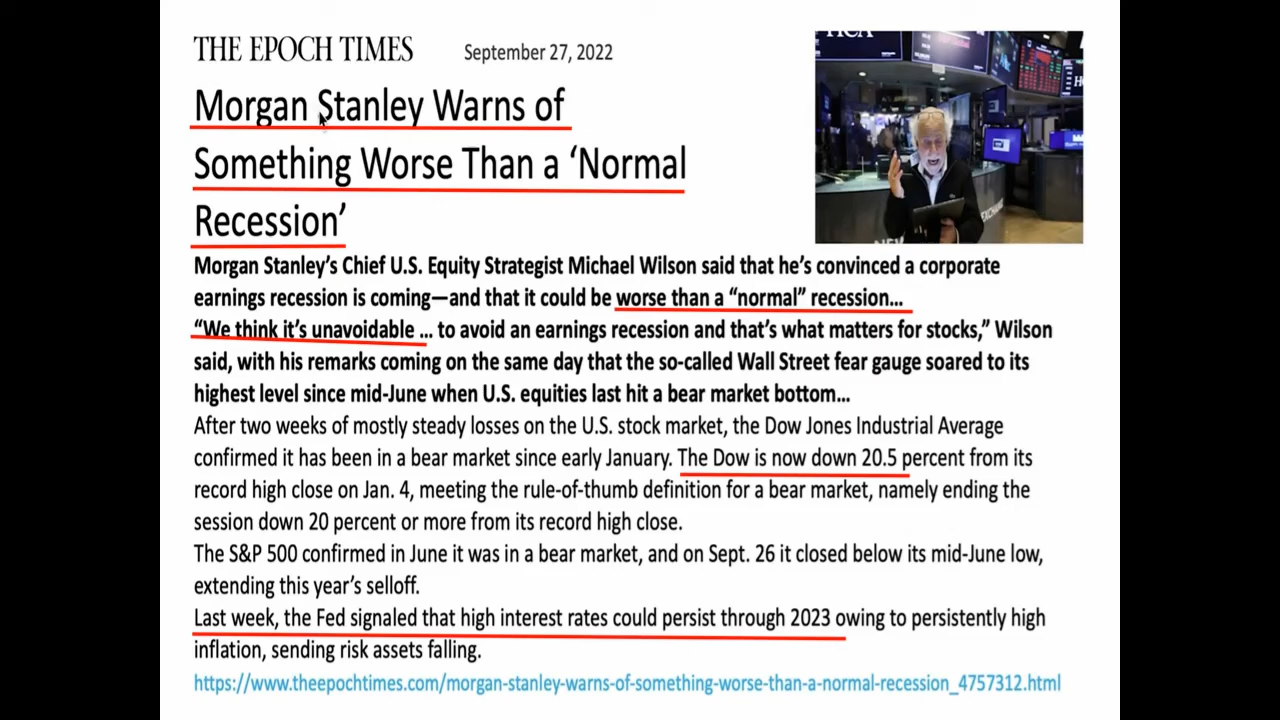 THE EPOCH TIMES September 27, 2022
HCA
Morgan Stanley Warns of
Something Worse Than a ‘Normal
Recession’
Morgan Stanley’s Chief U.S. Equity Strategist Michael Wilson said that he’s convinced a corporate
earnings recession is coming—and that it could be worse than a “normal” recession…
“We think it’s unavoidable … to avoid an earnings recession and that’s what matters for stocks,” Wilson
said, with his remarks coming on the same day that the so-called Wall Street fear gauge soared to its
highest level since mid-June when U.S. equities last hit a bear market bottom…
After two weeks of mostly steady losses on the U.S. stock market, the Dow Jones Industrial Average
confirmed it has been in a bear market since early January. The Dow is now down 20.5 percent from its
record high close on Jan. 4, meeting the rule-of-thumb definition for a bear market, namely ending the
session down 20 percent or more from its record high close.
The S&P 500 confirmed in June it was in a bear market, and on Sept. 26 it closed below its mid-June low,
extending this year’s selloff.
Last week, the Fed signaled that high interest rates could persist through 2023 owing to persistently high
inflation, sending risk assets falling.
https://www.theepochtimes.com/morgan-stanley-warns-of-something-worse-than-a-normal-recession_4757312.html